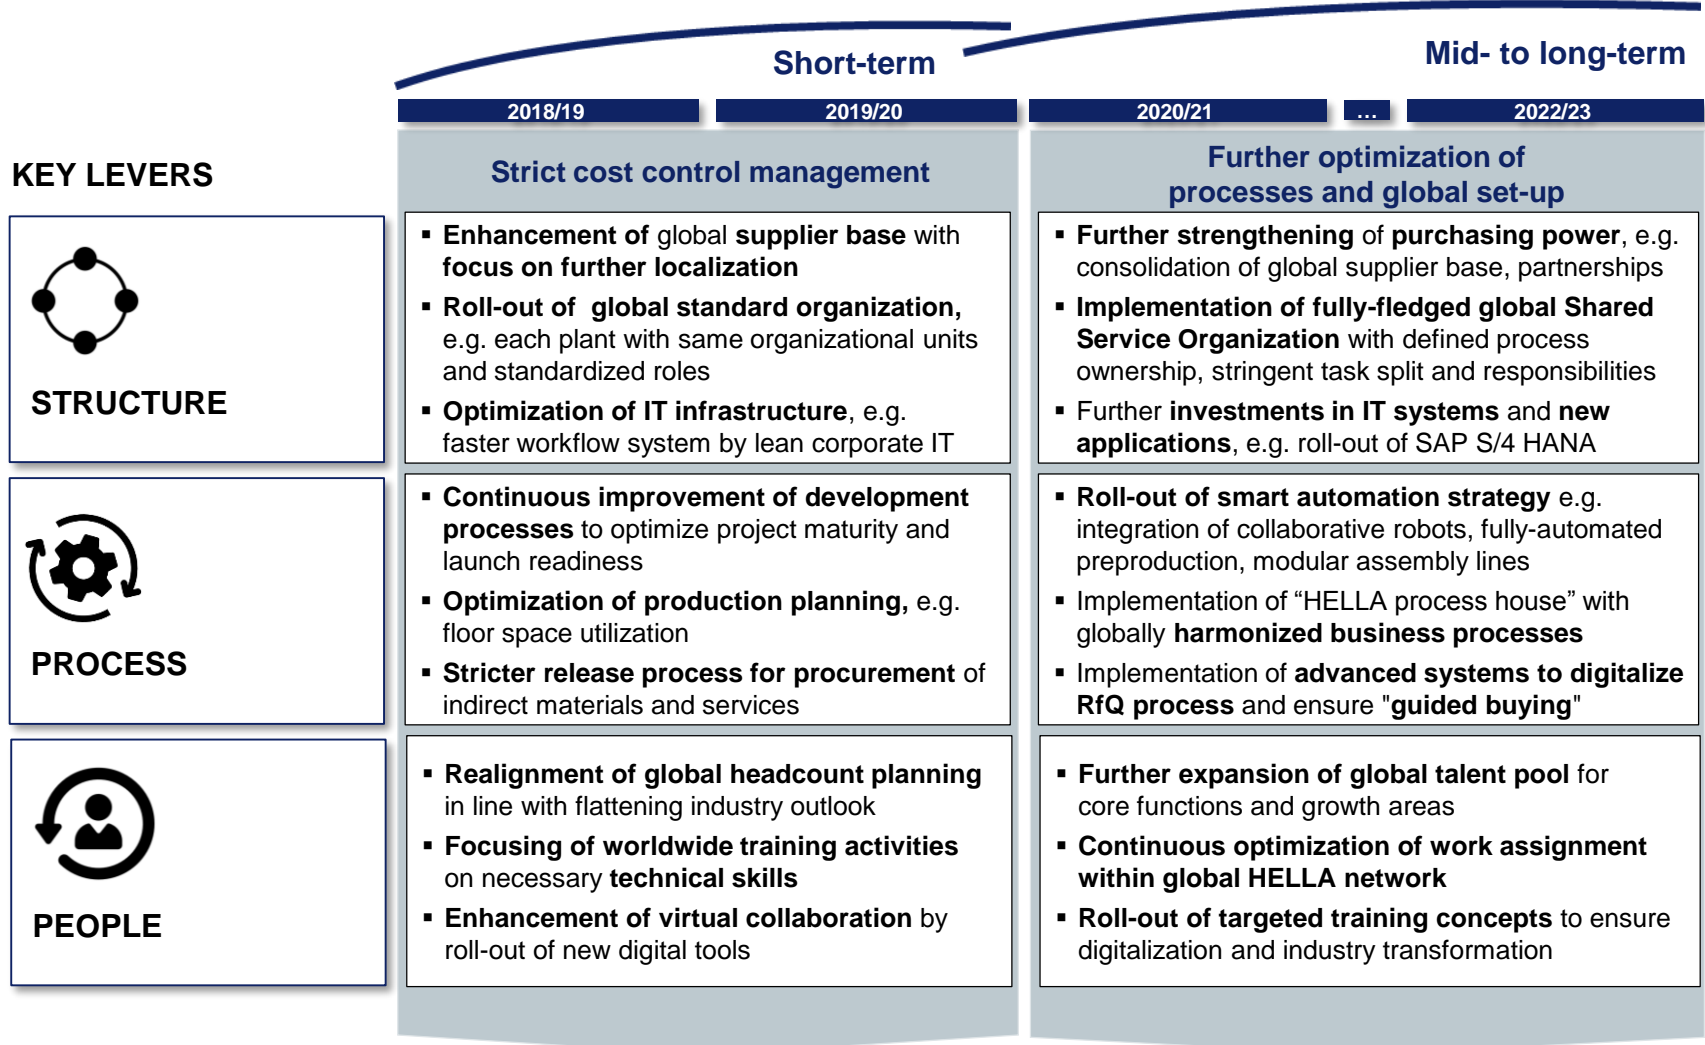 Short-term
Mid- to long-term
2018/19
2019/20
2020/21
...
2022/23
KEY LEVERS
Strict cost control management
Further optimization of
processes and global set-up
STRUCTURE
▪ Enhancement of global supplier base with
focus on further localization
▪ Roll-out of global standard organization,
e.g. each plant with same organizational units
and standardized roles
▪ Optimization of IT infrastructure, e.g.
faster workflow system by lean corporate IT
▪ Further strengthening of purchasing power, e.g.
consolidation of global supplier base, partnerships
▪ Implementation of fully-fledged global Shared
Service Organization with defined process
ownership, stringent task split and responsibilities
▪ Further investments in IT systems and new
applications, e.g. roll-out of SAP S/4 HANA
PROCESS
▪ Continuous improvement of development
processes to optimize project maturity and
launch readiness
▪ Optimization of production planning, e.g.
floor space utilization
▪ Stricter release process for procurement of
indirect materials and services
▪ Roll-out of smart automation strategy e.g.
integration of collaborative robots, fully-automated
preproduction, modular assembly lines
▪ Implementation of “HELLA process house” with
globally harmonized business processes
▪ Implementation of advanced systems to digitalize
RfQ process and ensure "guided buying"
PEOPLE
▪ Realignment of global headcount planning
in line with flattening industry outlook
▪ Focusing of worldwide training activities
on necessary technical skills
▪ Enhancement of virtual collaboration by
roll-out of new digital tools
▪ Further expansion of global talent pool for
core functions and growth areas
▪ Continuous optimization of work assignment
within global HELLA network
▪ Roll-out of targeted training concepts to ensure
digitalization and industry transformation